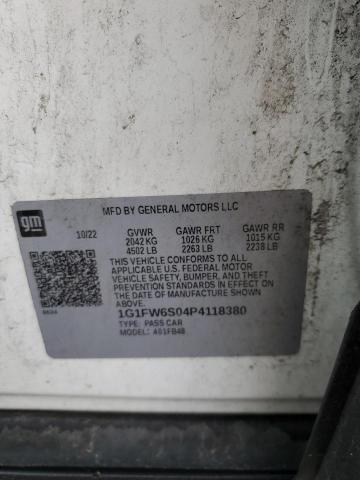 MFD BY GENERAL MOTORS LLC
gm
10/22 GVWR GAWR FRT GAWR RR
2042 KG 1026 KG 1015 KG
4502 LB 2263 LB 2238 LB
THIS VEHICLE CONFORMS TO ALL
APPLICABLE U.S. FEDERAL MOTOR
VEHICLE SAFETY, BUMPER, AND THEFT
PREVENTION STANDARDS IN EFFECT ON
THE DATE OF MANUFACTURE SHOWN
ABOVE.
1G1FW6S04P4118380
TYPE: PASS CAR
MODEL: